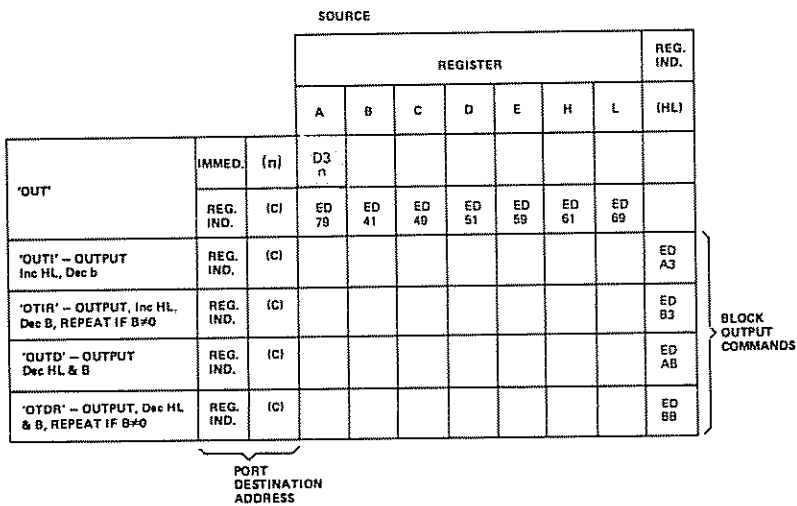 SOURCE
REGISTER
REG. IND.
A B C D E H L (HL)
'OUT'
IMMED. (n) D3 n
REG. IND. (C) ED 79 ED 41 ED 49 ED 51 ED 59 ED 61 ED 69
'OUTI' – OUTPUT
Inc HL, Dec b
REG. IND. (C) ED A3
'OTIR' – OUTPUT, Inc HL,
Dec B, REPEAT IF B≠0
REG. IND. (C) ED B3
'OUTD' – OUTPUT
Dec HL & B
REG. IND. (C) ED AB
'OTDR' – OUTPUT, Dec HL
& B, REPEAT IF B≠0
REG. IND. (C) ED BB
BLOCK
OUTPUT
COMMANDS
PORT
DESTINATION
ADDRESS